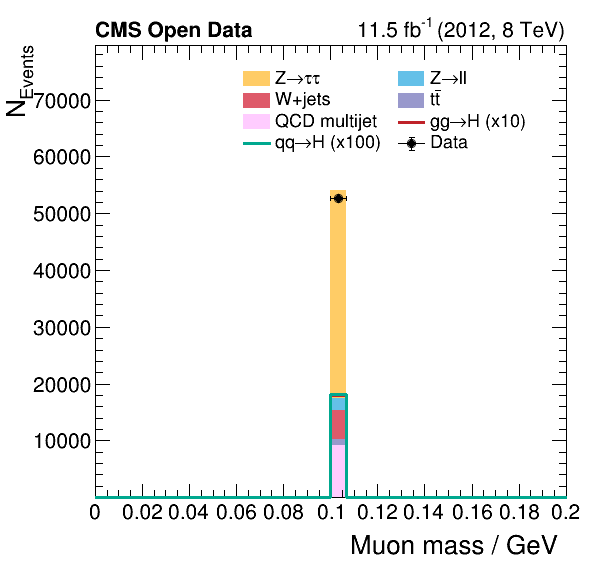 CMS Open Data 11.5 fb⁻¹ (2012, 8 TeV)
N_Events
Z→ττ Z→ll
W+jets tt̄
QCD multijet gg→H (x10)
qq→H (x100) Data
70000
60000
50000
40000
30000
20000
10000
0 0.02 0.04 0.06 0.08 0.1 0.12 0.14 0.16 0.18 0.2
Muon mass / GeV